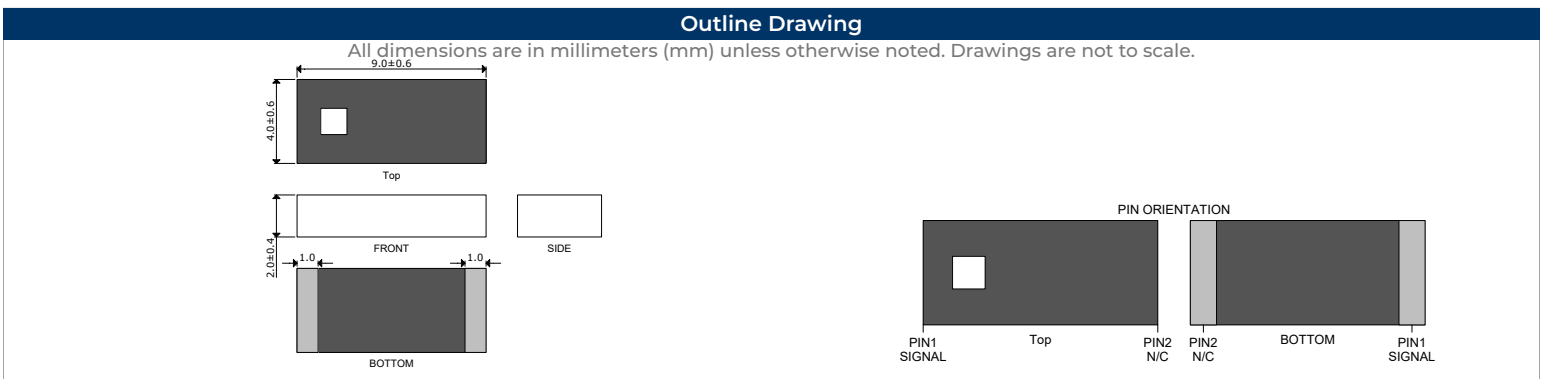 Outline Drawing
All dimensions are in millimeters (mm) unless otherwise noted. Drawings are not to scale.
9.0±0.6
4.0±0.6
Top
2.0±0.4
FRONT
SIDE
1.0
1.0
BOTTOM
PIN ORIENTATION
PIN1
SIGNAL
Top
PIN2
N/C
PIN2
N/C
BOTTOM
PIN1
SIGNAL